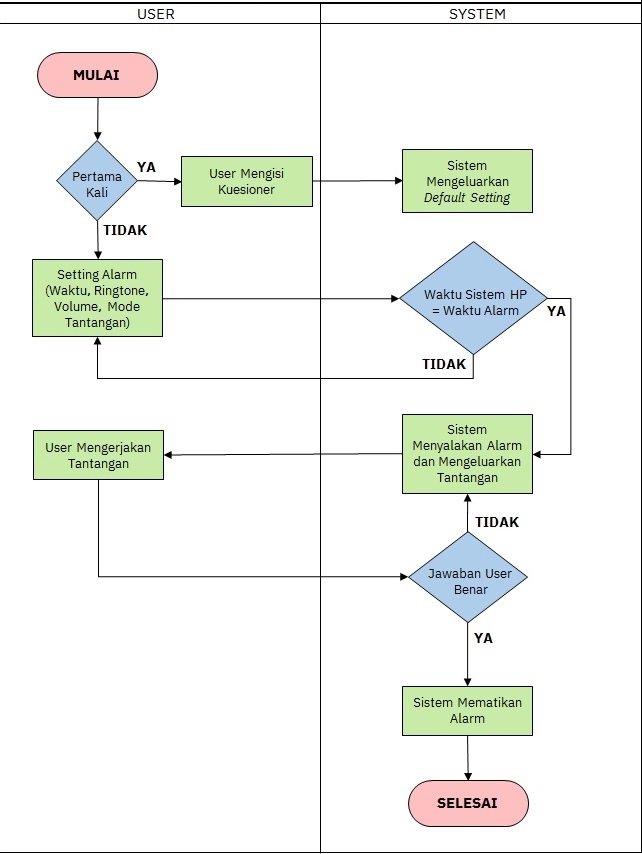 USER
SYSTEM
MULAI
Pertama
Kali
YA
User Mengisi
Kuesioner
Sistem
Mengeluarkan
Default Setting
TIDAK
Setting Alarm
(Waktu, Ringtone,
Volume, Mode
Tantangan)
Waktu Sistem HP
= Waktu Alarm
YA
TIDAK
Sistem
Menyalakan Alarm
dan Mengeluarkan
Tantangan
User Mengerjakan
Tantangan
TIDAK
Jawaban User
Benar
YA
Sistem Mematikan
Alarm
SELESAI